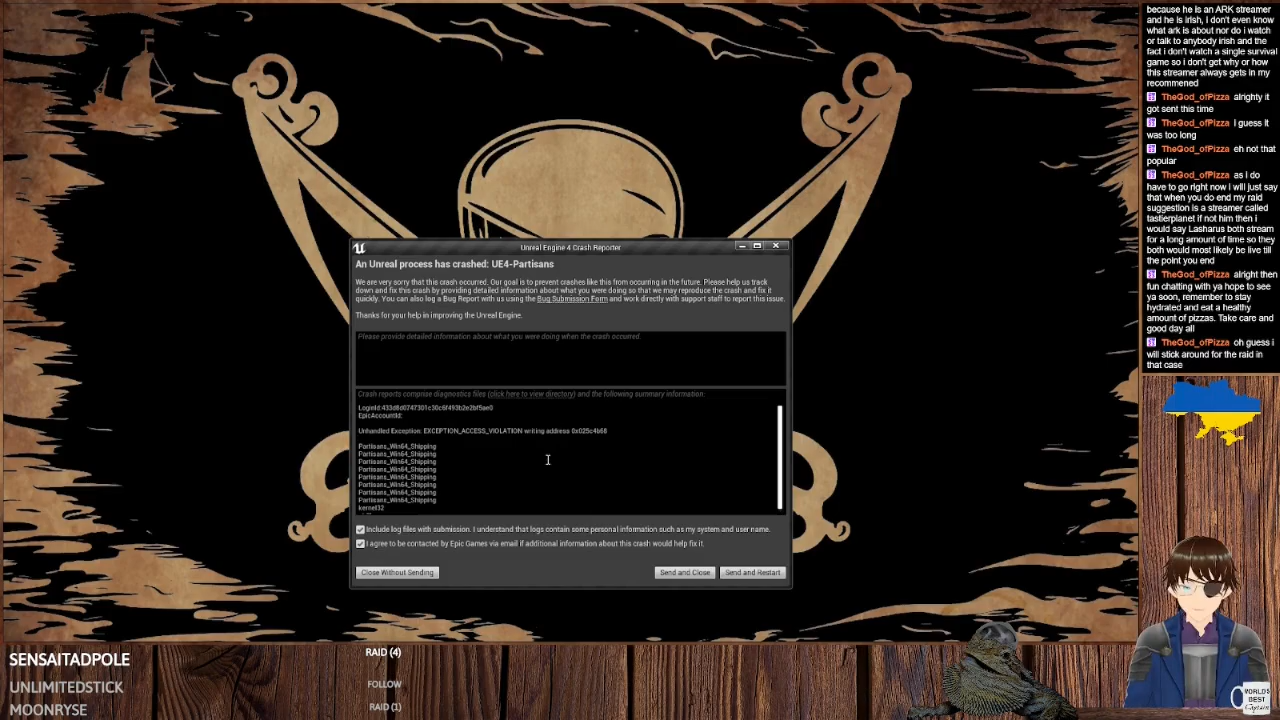 because he is an ARK streamer
and he is irish, i don't even know
what ark is about nor do i watch
or talk to anybody irish and the
fact i don't watch a single survival
game so i don't get why or how
this streamer always gets in my
recommened
TheGod_ofPizza alrighty it
got sent this time
TheGod_ofPizza I guess it
was too long
TheGod_ofPizza eh not that
popular
TheGod_ofPizza as i do
have to go right now i will just say
that when you do end my raid
suggestion is a streamer called
tastierplanet if not him then i
would say Lasharus both stream
for a long amount of time so they
both would most likely be live till
the point you end
TheGod_ofPizza alright then
fun chatting with ya hope to see
ya soon, remember to stay
hydrated and eat a healthy
amount of pizzas. Take care and
good day all
TheGod_ofPizza oh guess i
will stick around for the raid in
that case
Unreal Engine 4 Crash Reporter
An Unreal process has crashed: UE4-Partisans
We are very sorry that this crash occurred. Our goal is to prevent crashes like this from occurring in the future. Please help us track
down and fix this crash by providing detailed information about what you were doing so that we may reproduce the crash and fix it
quickly. You can also log a Bug Report with us using the Bug Submission Form and work directly with support staff to report this issue.
Thanks for your help in improving the Unreal Engine.
Please provide detailed information about what you were doing when the crash occurred.
Crash reports comprise diagnostics files (click here to view directory) and the following summary information:
EpicAccountId:
Unhandled Exception: EXCEPTION_ACCESS_VIOLATION writing address 0x025c4b68
Partisans_Win64_Shipping
Partisans_Win64_Shipping
Partisans_Win64_Shipping
Partisans_Win64_Shipping
Partisans_Win64_Shipping
Partisans_Win64_Shipping
Partisans_Win64_Shipping
Partisans_Win64_Shipping
kernel32
Include log files with submission. I understand that logs contain some personal information such as my system and user name.
I agree to be contacted by Epic Games via email if additional information about this crash would help fix it.
Close Without Sending
Send and Close
Send and Restart
SENSAITADPOLE
RAID (4)
UNLIMITEDSTICK
FOLLOW
MOONRYSE
RAID (1)
WORLD'S
BEST
Captain